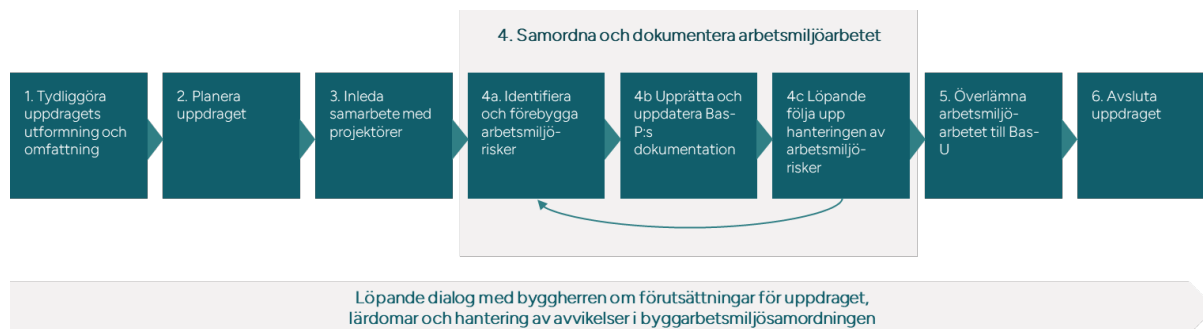 4. Samordna och dokumentera arbetsmiljöarbetet
1. Tydliggöra
uppdragets
utformning och
omfattning
2. Planera
uppdraget
3. Inleda
samarbete med
projektörer
4a. Identifiera
och förebygga
arbetsmiljö-
risker
4b Upprätta och
uppdatera Bas-
P:s
dokumentation
4c Löpande
följa upp
hanteringen av
arbetsmiljö-
risker
5. Överlämna
arbetsmiljö-
arbetet till Bas-
U
6. Avsluta
uppdraget
Löpande dialog med byggherren om förutsättningar för uppdraget,
lärdomar och hantering av avvikelser i byggarbetsmiljösamordningen